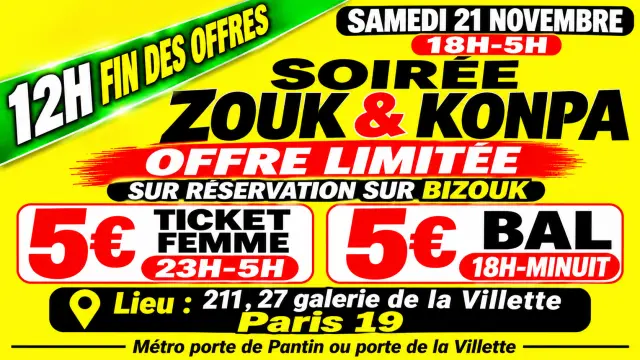 12H FIN DES OFFRES
SAMEDI 21 NOVEMBRE
18H-5H
SOIRÉE
ZOUK & KONPA
OFFRE LIMITÉE
SUR RÉSERVATION SUR BIZOUK
5€ TICKET FEMME
23H-5H
5€ BAL
18H-MINUIT
Lieu : 211, 27 galerie de la Villette
Paris 19
Métro porte de Pantin ou porte de la Villette